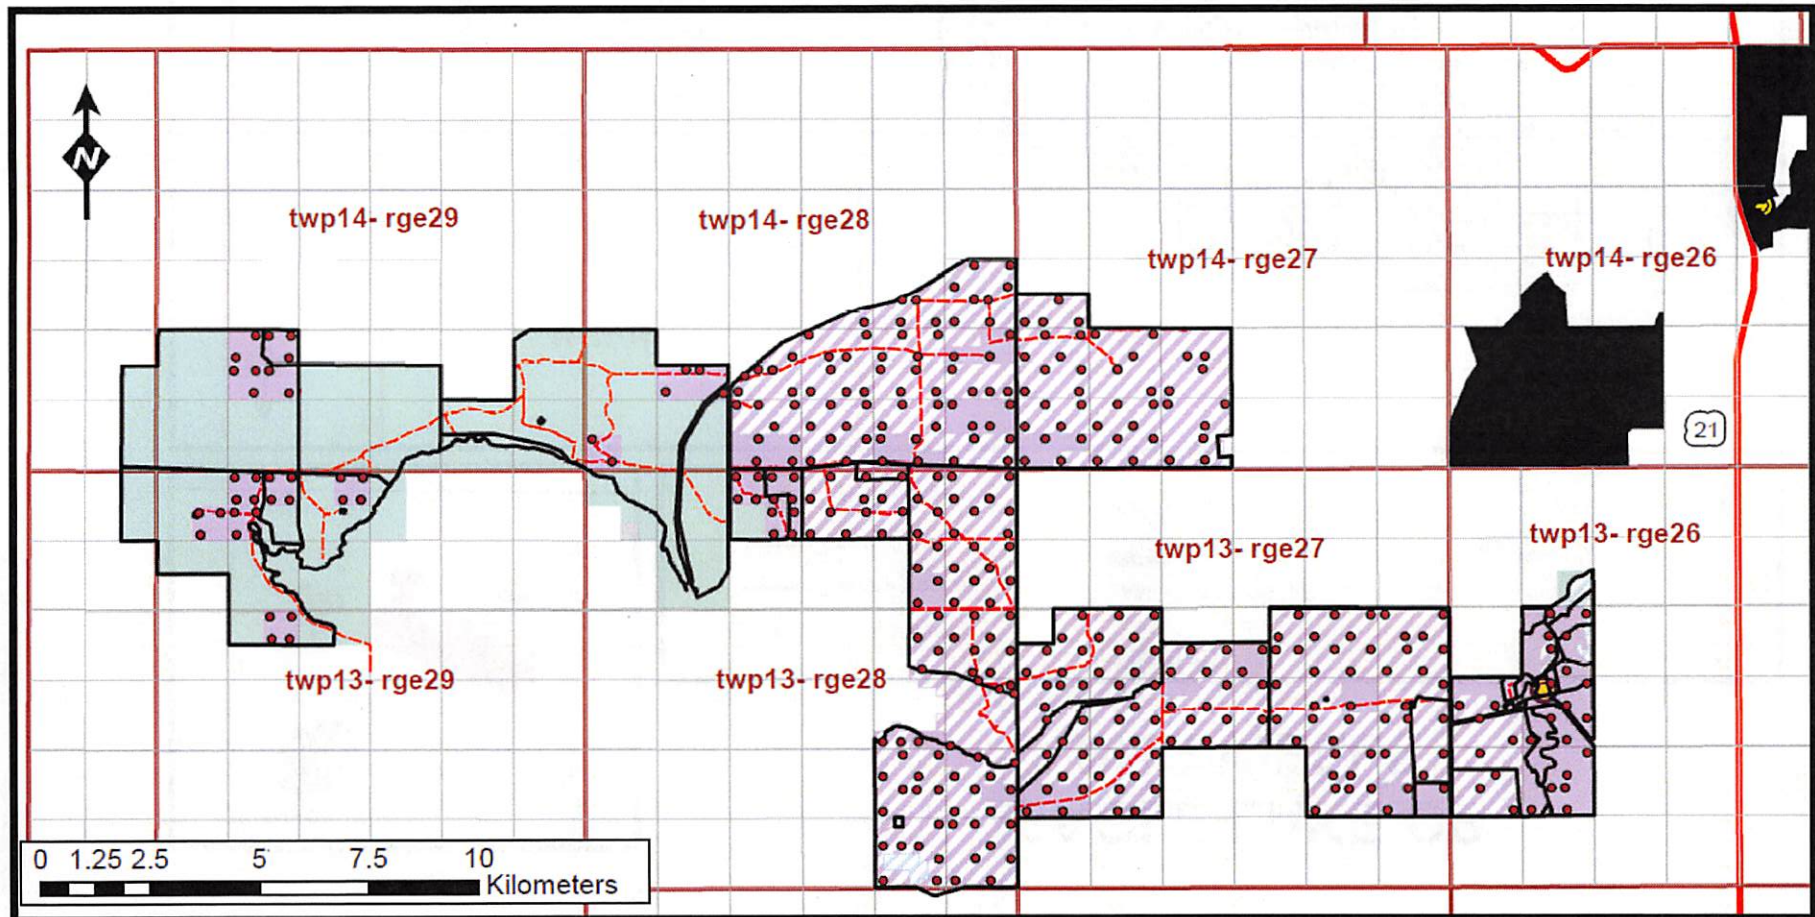 N
twp14- rge29
twp14- rge28
twp14- rge27
twp14- rge26
21
twp13- rge29
twp13- rge28
twp13- rge27
twp13- rge26
0 1.25 2.5 5 7.5 10
Kilometers